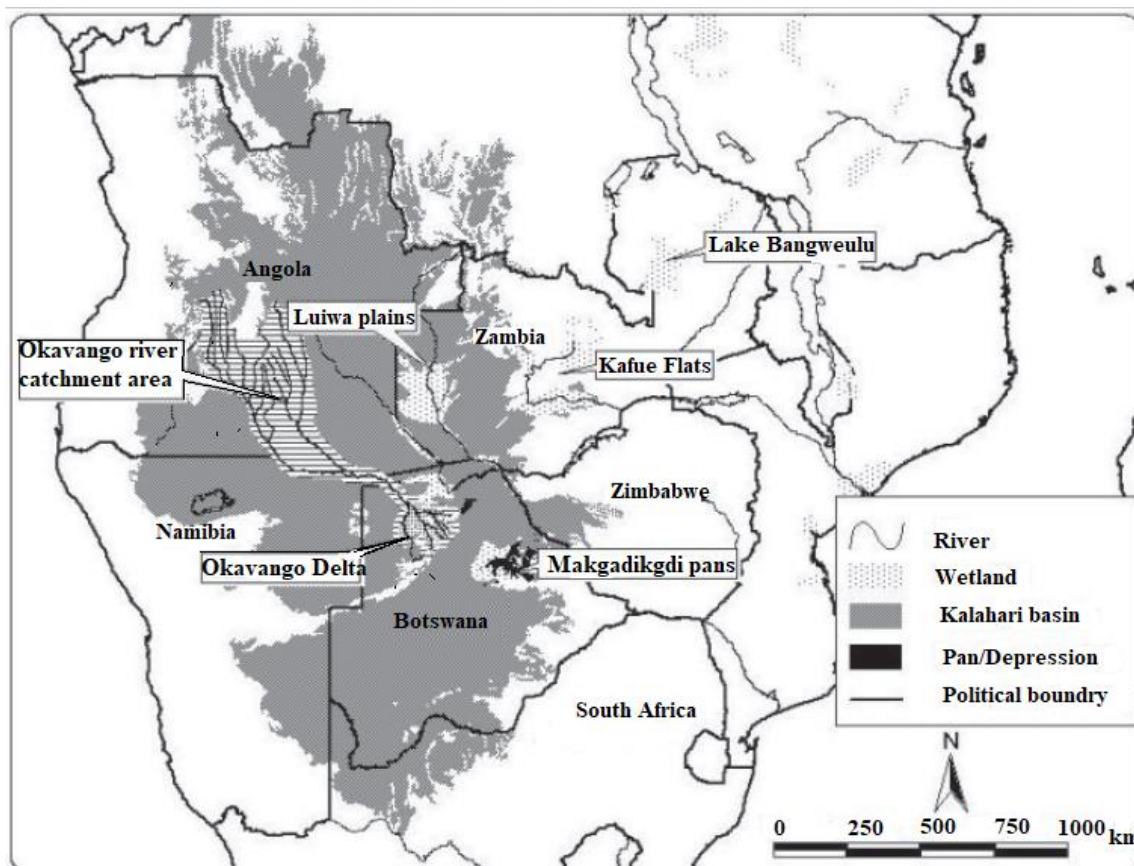 Lake Bangweulu
Angola
Luiwa plains
Zambia
Okavango river
catchment area
Kafue Flats
Zimbabwe
Namibia
Okavango Delta
Makgadikgdi pans
Botswana
South Africa
River
Wetland
Kalahari basin
Pan/Depression
Political boundry
N
0 250 500 750 1000 km